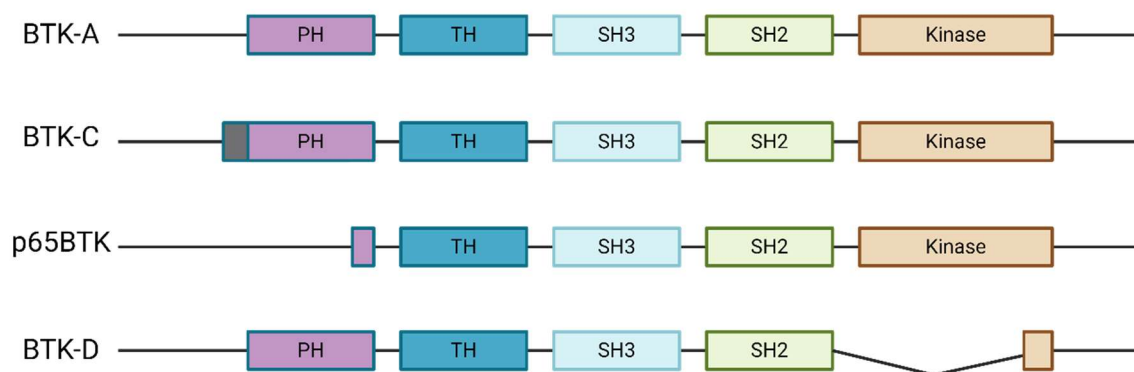 BTK-A PH TH SH3 SH2 Kinase
BTK-C PH TH SH3 SH2 Kinase
p65BTK TH SH3 SH2 Kinase
BTK-D PH TH SH3 SH2